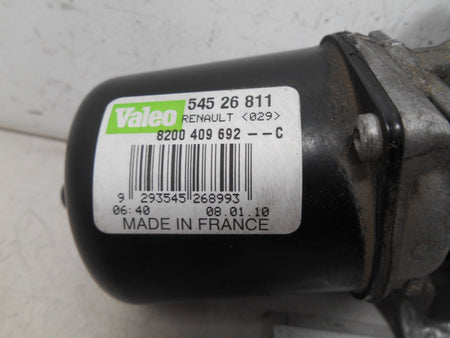 Valeo 545 26 811
RENAULT <029>
8200 409 692 --C
9 293545 268993
06:40 08.01.10
MADE IN FRANCE